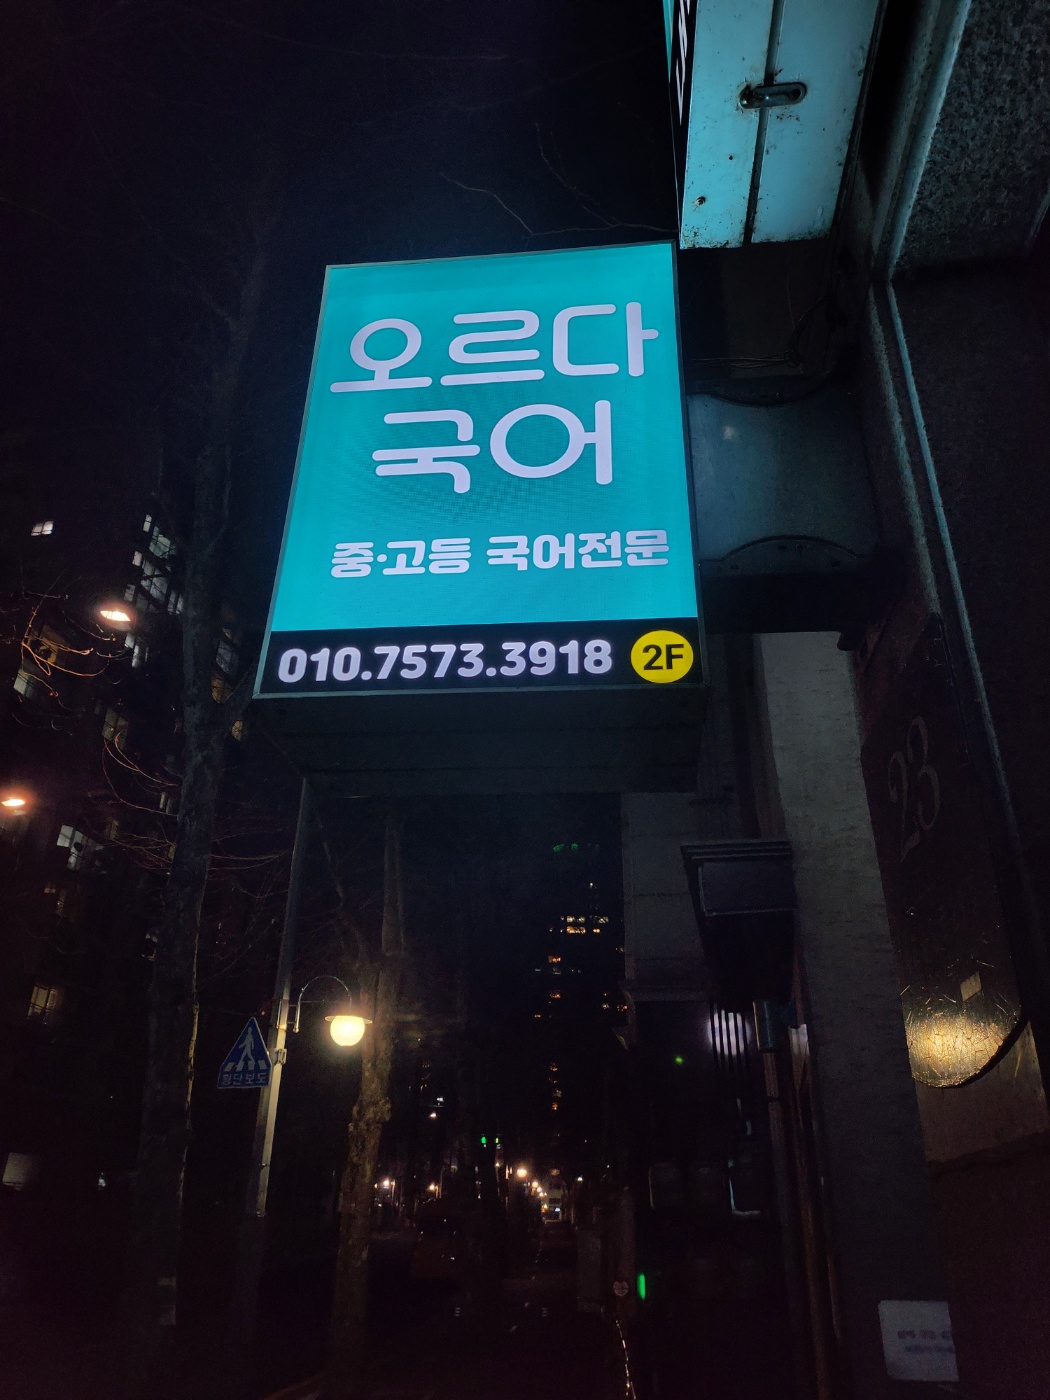 오르다
국어
중·고등 국어전문
010.7573.3918 2F
23
횡단보도